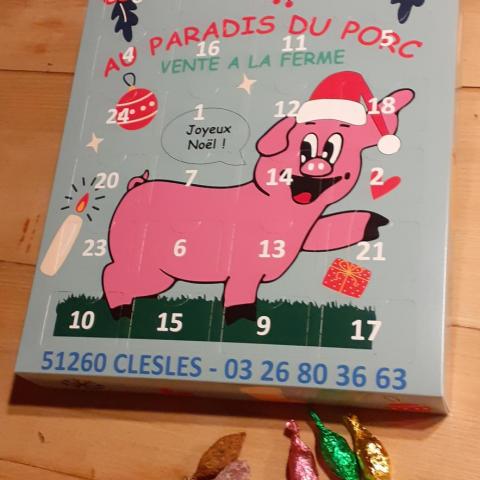 AU PARADIS DU PORC
VENTE A LA FERME
4 16 11 5
24 1 12 18
Joyeux
Noël !
20 7 14 2
23 6 13 21
10 15 9 17
51260 CLESLES - 03 26 80 36 63